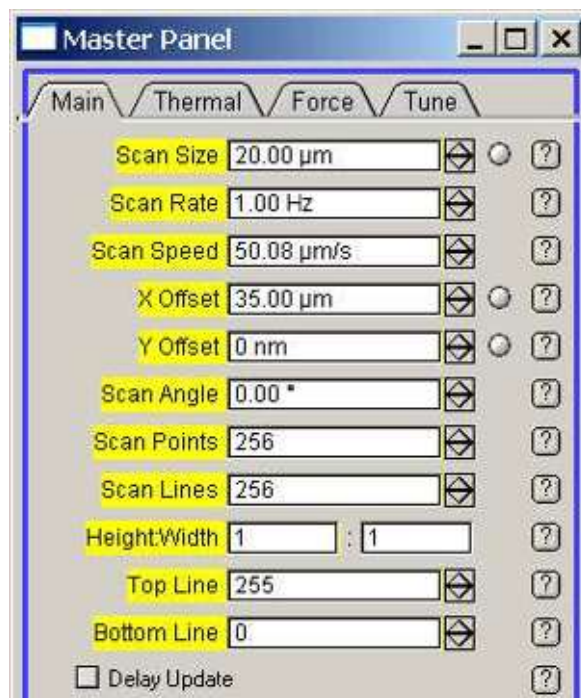 Master Panel
Main Thermal Force Tune
Scan Size 20.00 µm ?
Scan Rate 1.00 Hz ?
Scan Speed 50.08 µm/s ?
X Offset 35.00 µm ?
Y Offset 0 nm ?
Scan Angle 0.00 ° ?
Scan Points 256 ?
Scan Lines 256 ?
Height:Width 1 : 1 ?
Top Line 255 ?
Bottom Line 0 ?
Delay Update ?